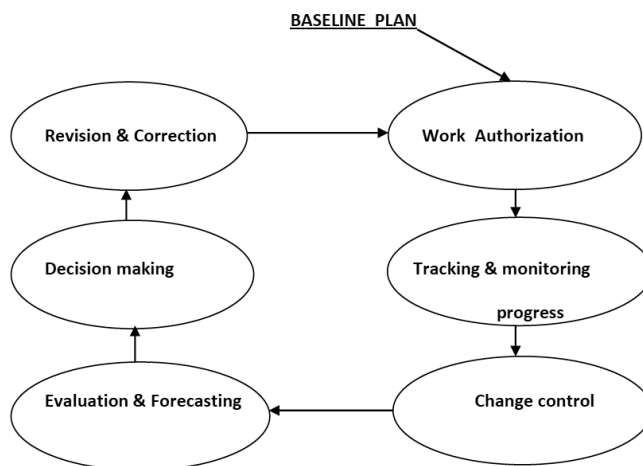 BASELINE PLAN
Revision & Correction
Work Authorization
Decision making
Tracking & monitoring
progress
Evaluation & Forecasting
Change control